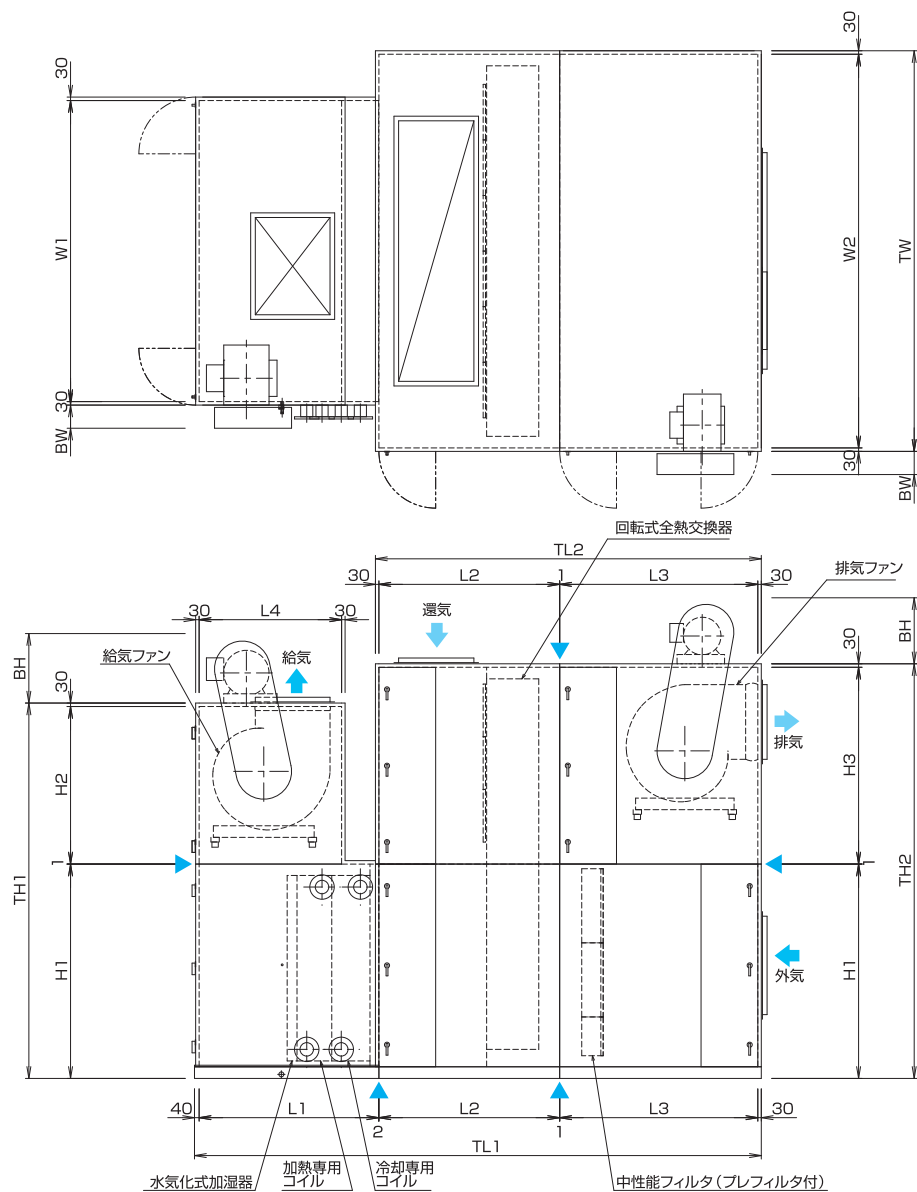 30
30
W1
W2
TW
30
BW
30
BW
回転式全熱交換器
TL2
排気ファン
30
L2
1
L3
30
30
L4
30
還気
BH
BH
給気ファン
給気
30
30
排気
H2
H3
1
1
TH1
TH2
H1
H1
外気
40
L1
L2
L3
30
2
1
TL1
水気化式加湿器
加熱専用
コイル
冷却専用
コイル
中性能フィルタ(プレフィルタ付)